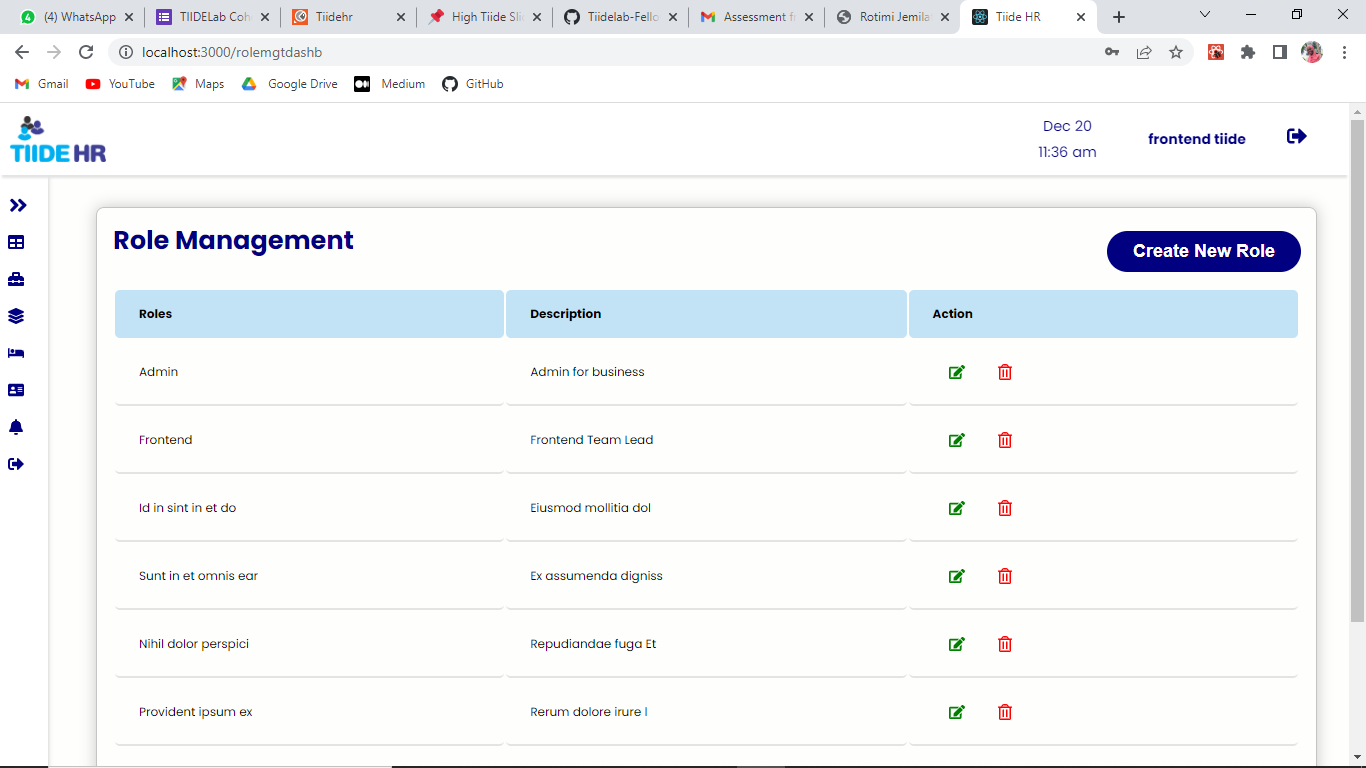 (4) WhatsApp
TIIDELab Coh
Tiidehr
High Tiide Sli
Tiidelab-Fello
Assessment f
Rotimi Jemila
Tiide HR
localhost:3000/rolemgtdashb
Gmail YouTube Maps Google Drive Medium GitHub
TIIDE HR
Dec 20
11:36 am
frontend tiide
Role Management
Create New Role
Roles Description Action
Admin Admin for business
Frontend Frontend Team Lead
Id in sint in et do Eiusmod mollitia dol
Sunt in et omnis ear Ex assumenda digniss
Nihil dolor perspici Repudiandae fuga Et
Provident ipsum ex Rerum dolore irure l